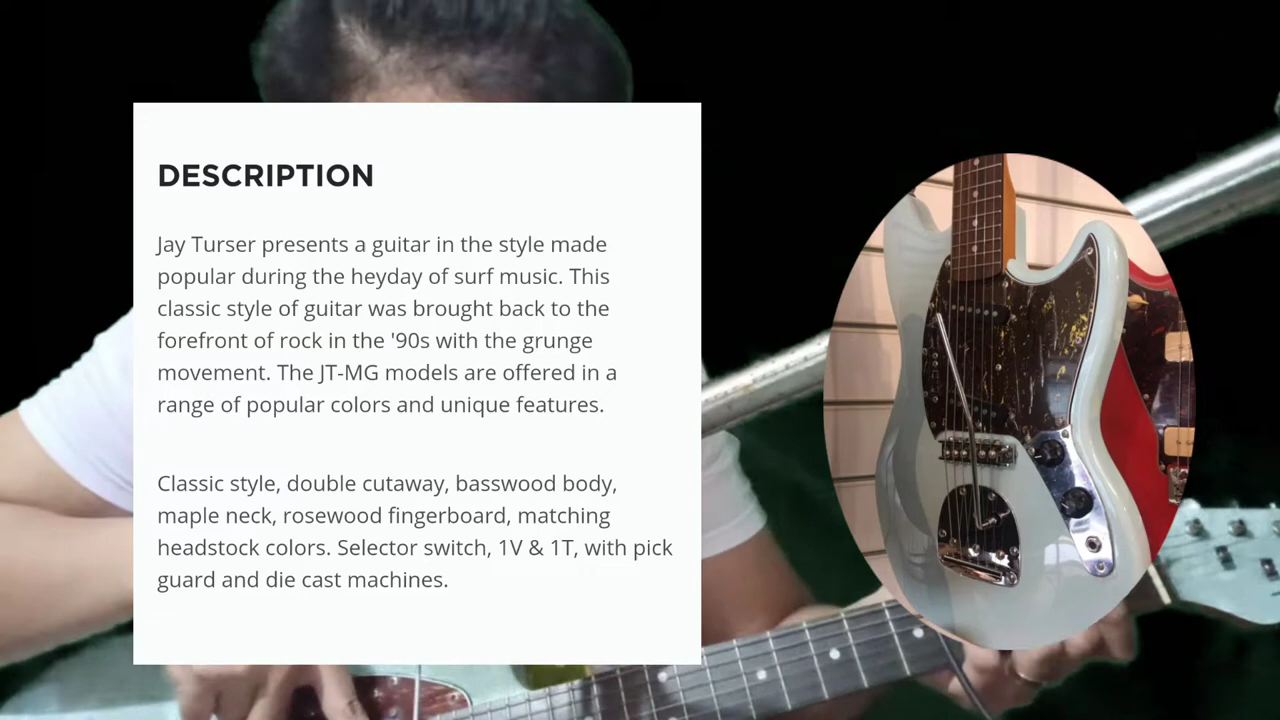 DESCRIPTION
Jay Turser presents a guitar in the style made
popular during the heyday of surf music. This
classic style of guitar was brought back to the
forefront of rock in the '90s with the grunge
movement. The JT-MG models are offered in a
range of popular colors and unique features.
Classic style, double cutaway, basswood body,
maple neck, rosewood fingerboard, matching
headstock colors. Selector switch, 1V & 1T, with pick
guard and die cast machines.